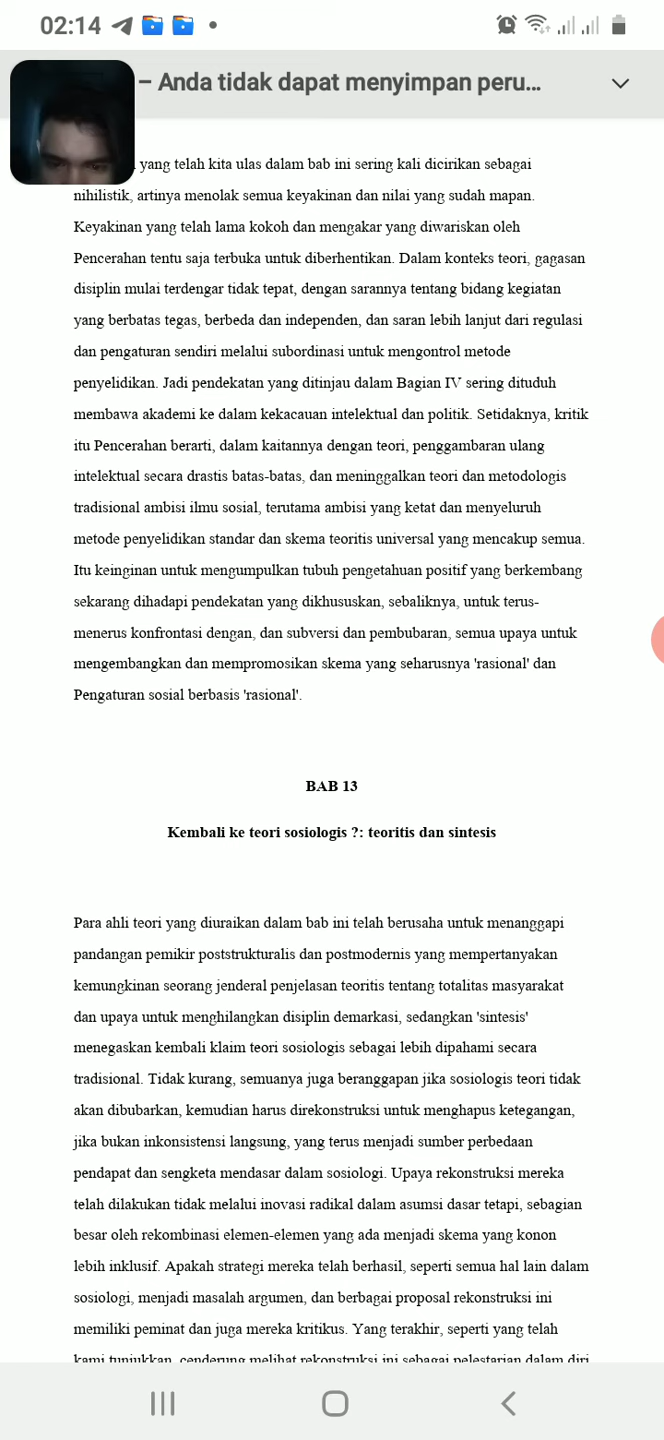 02:14
– Anda tidak dapat menyimpan peru...
yang telah kita ulas dalam bab ini sering kali dicirikan sebagai
nihilistik, artinya menolak semua keyakinan dan nilai yang sudah mapan.
Keyakinan yang telah lama kokoh dan mengakar yang diwariskan oleh
Pencerahan tentu saja terbuka untuk diberhentikan. Dalam konteks teori, gagasan
disiplin mulai terdengar tidak tepat, dengan sarannya tentang bidang kegiatan
yang berbatas tegas, berbeda dan independen, dan saran lebih lanjut dari regulasi
dan pengaturan sendiri melalui subordinasi untuk mengontrol metode
penyelidikan. Jadi pendekatan yang ditinjau dalam Bagian IV sering dituduh
membawa akademi ke dalam kekacauan intelektual dan politik. Setidaknya, kritik
itu Pencerahan berarti, dalam kaitannya dengan teori, penggambaran ulang
intelektual secara drastis batas-batas, dan meninggalkan teori dan metodologis
tradisional ambisi ilmu sosial, terutama ambisi yang ketat dan menyeluruh
metode penyelidikan standar dan skema teoritis universal yang mencakup semua.
Itu keinginan untuk mengumpulkan tubuh pengetahuan positif yang berkembang
sekarang dihadapi pendekatan yang dikhususkan, sebaliknya, untuk terus-
menerus konfrontasi dengan, dan subversi dan pembubaran, semua upaya untuk
mengembangkan dan mempromosikan skema yang seharusnya 'rasional' dan
Pengaturan sosial berbasis 'rasional'.
BAB 13
Kembali ke teori sosiologis ?: teoritis dan sintesis
Para ahli teori yang diuraikan dalam bab ini telah berusaha untuk menanggapi
pandangan pemikir poststrukturalis dan postmodernis yang mempertanyakan
kemungkinan seorang jenderal penjelasan teoritis tentang totalitas masyarakat
dan upaya untuk menghilangkan disiplin demarkasi, sedangkan 'sintesis'
menegaskan kembali klaim teori sosiologis sebagai lebih dipahami secara
tradisional. Tidak kurang, semuanya juga beranggapan jika sosiologis teori tidak
akan dibubarkan, kemudian harus direkonstruksi untuk menghapus ketegangan,
jika bukan inkonsistensi langsung, yang terus menjadi sumber perbedaan
pendapat dan sengketa mendasar dalam sosiologi. Upaya rekonstruksi mereka
telah dilakukan tidak melalui inovasi radikal dalam asumsi dasar tetapi, sebagian
besar oleh rekombinasi elemen-elemen yang ada menjadi skema yang konon
lebih inklusif. Apakah strategi mereka telah berhasil, seperti semua hal lain dalam
sosiologi, menjadi masalah argumen, dan berbagai proposal rekonstruksi ini
memiliki peminat dan juga mereka kritikus. Yang terakhir, seperti yang telah
kami tunjukkan, cenderung melihat rekonstruksi ini sebagai pelestarian dalam diri